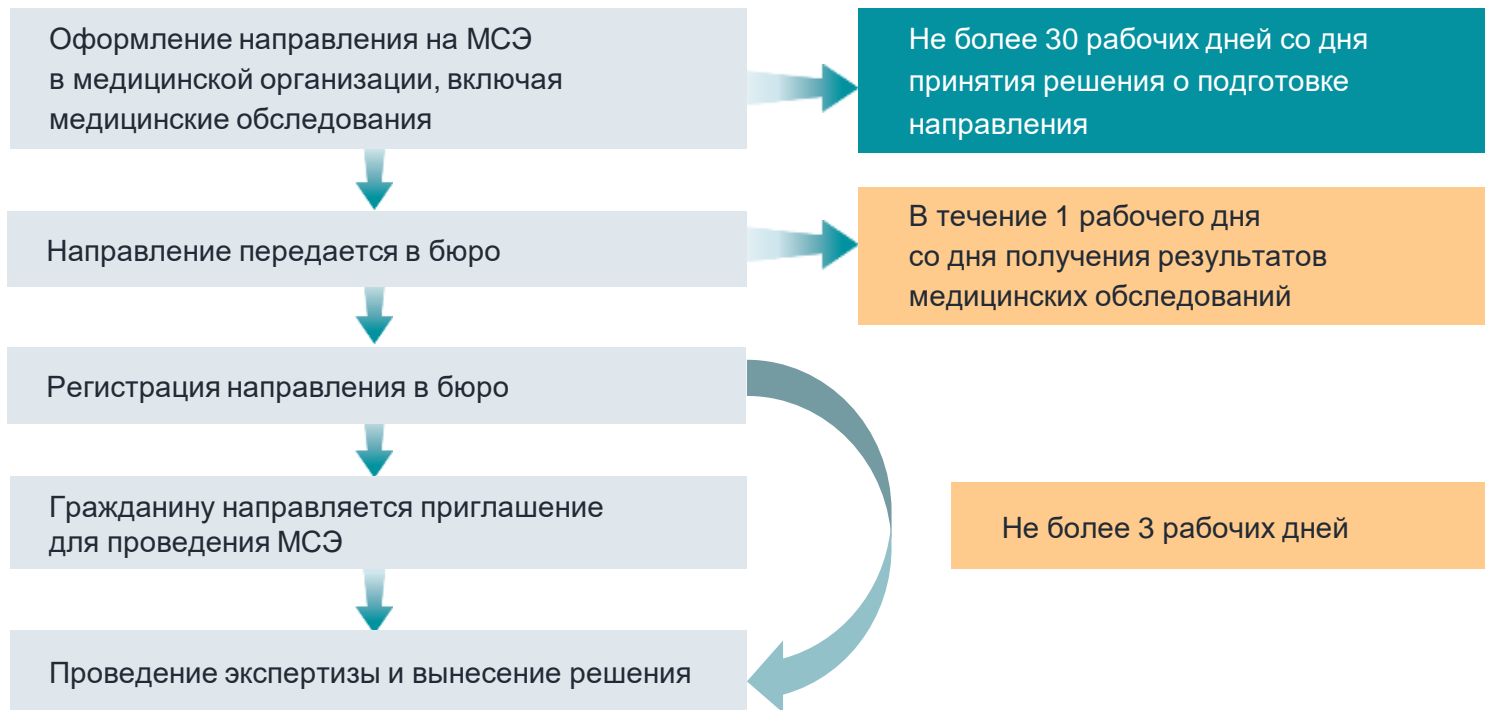 Оформление направления на МСЭ
в медицинской организации, включая
медицинские обследования
Не более 30 рабочих дней со дня
принятия решения о подготовке
направления
Направление передается в бюро
В течение 1 рабочего дня
со дня получения результатов
медицинских обследований
Регистрация направления в бюро
Гражданину направляется приглашение
для проведения МСЭ
Не более 3 рабочих дней
Проведение экспертизы и вынесение решения